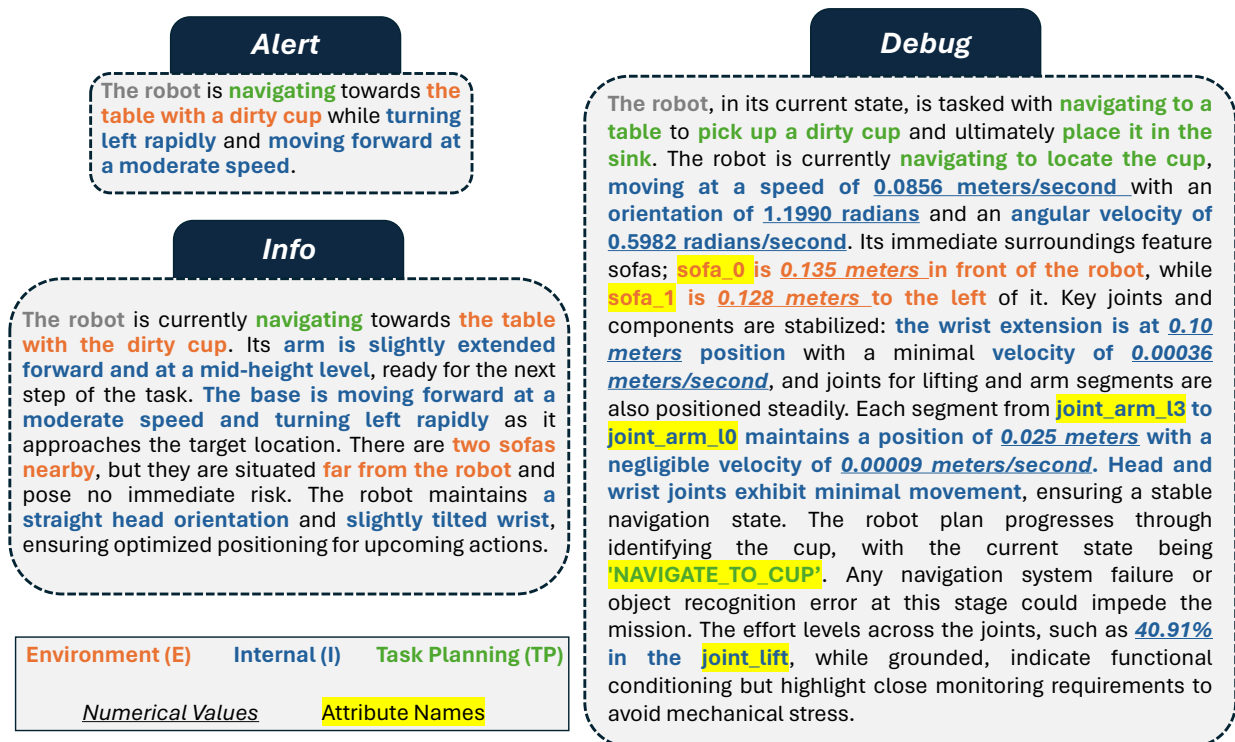 Alert
The robot is navigating towards the
table with a dirty cup while turning
left rapidly and moving forward at
a moderate speed.
Info
The robot is currently navigating towards the table
with the dirty cup. Its arm is slightly extended
forward and at a mid-height level, ready for the next
step of the task. The base is moving forward at a
moderate speed and turning left rapidly as it
approaches the target location. There are two sofas
nearby, but they are situated far from the robot and
pose no immediate risk. The robot maintains a
straight head orientation and slightly tilted wrist,
ensuring optimized positioning for upcoming actions.
Environment (E) Internal (I) Task Planning (TP)
Numerical Values Attribute Names
Debug
The robot, in its current state, is tasked with navigating to a
table to pick up a dirty cup and ultimately place it in the
sink. The robot is currently navigating to locate the cup,
moving at a speed of 0.0856 meters/second with an
orientation of 1.1990 radians and an angular velocity of
0.5982 radians/second. Its immediate surroundings feature
sofas; sofa_0 is 0.135 meters in front of the robot, while
sofa_1 is 0.128 meters to the left of it. Key joints and
components are stabilized: the wrist extension is at 0.10
meters position with a minimal velocity of 0.00036
meters/second, and joints for lifting and arm segments are
also positioned steadily. Each segment from joint_arm_l3 to
joint_arm_l0 maintains a position of 0.025 meters with a
negligible velocity of 0.00009 meters/second. Head and
wrist joints exhibit minimal movement, ensuring a stable
navigation state. The robot plan progresses through
identifying the cup, with the current state being
'NAVIGATE_TO_CUP’. Any navigation system failure or
object recognition error at this stage could impede the
mission. The effort levels across the joints, such as 40.91%
in the joint_lift, while grounded, indicate functional
conditioning but highlight close monitoring requirements to
avoid mechanical stress.